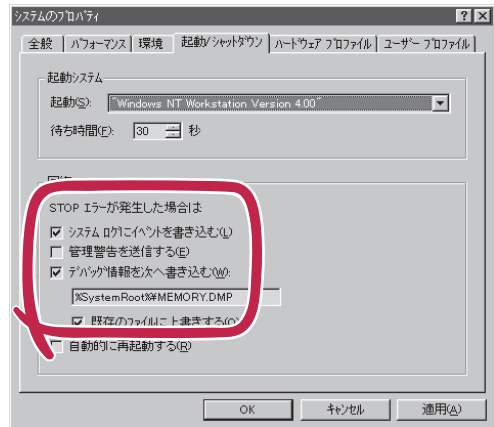 システムのプロパティ
全般 パフォーマンス 環境 起動/シャットダウン ハードウェア プロファイル ユーザー プロファイル
起動システム
起動(S): "Windows NT Workstation Version 4.00"
待ち時間(F): 30 秒
STOP エラーが発生した場合は
システム ログにイベントを書き込む(L)
管理警告を送信する(E)
デバッグ情報を次へ書き込む(W):
%SystemRoot%¥MEMORY.DMP
既存のファイルに上書きする(O)
自動的に再起動する(R)
OK キャンセル 適用(A)